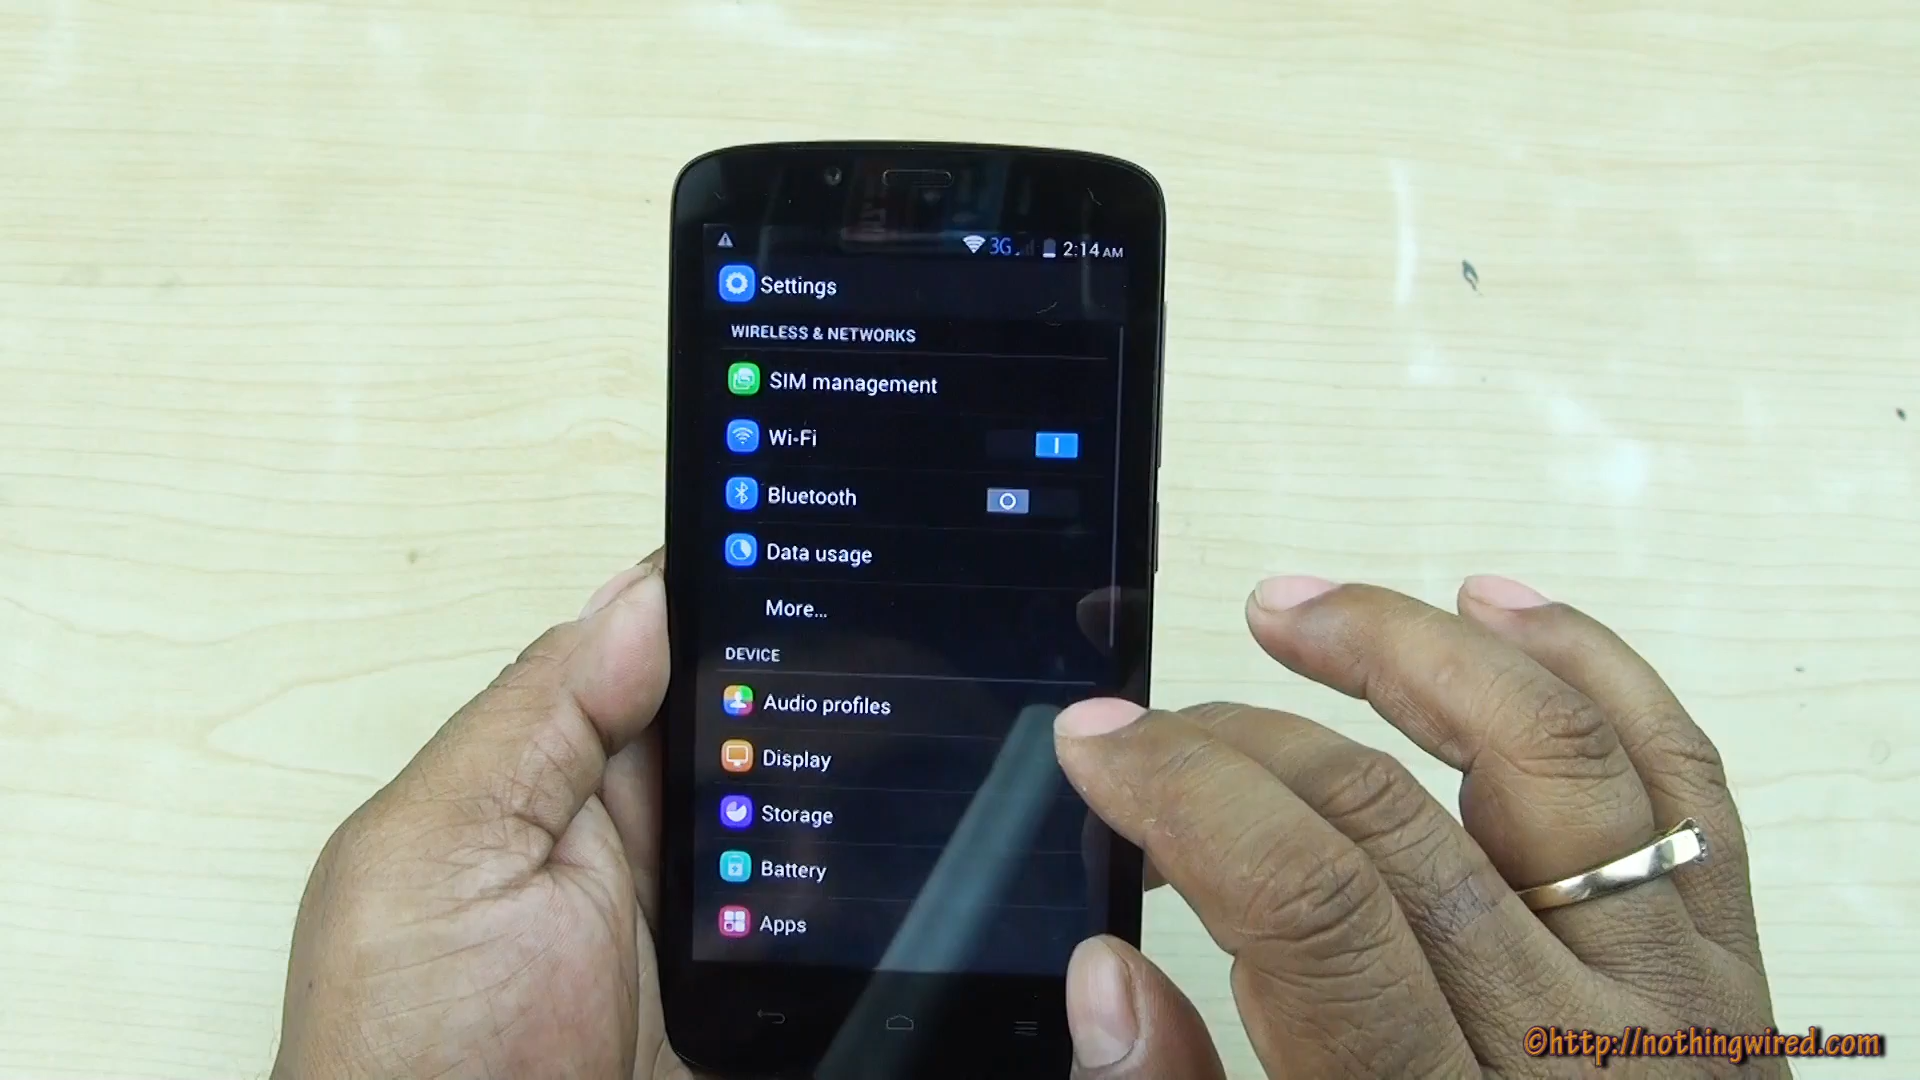 3G 2:14 AM
Settings
WIRELESS & NETWORKS
SIM management
Wi-Fi
Bluetooth
Data usage
More...
DEVICE
Audio profiles
Display
Storage
Battery
Apps
©http://nothingwired.com